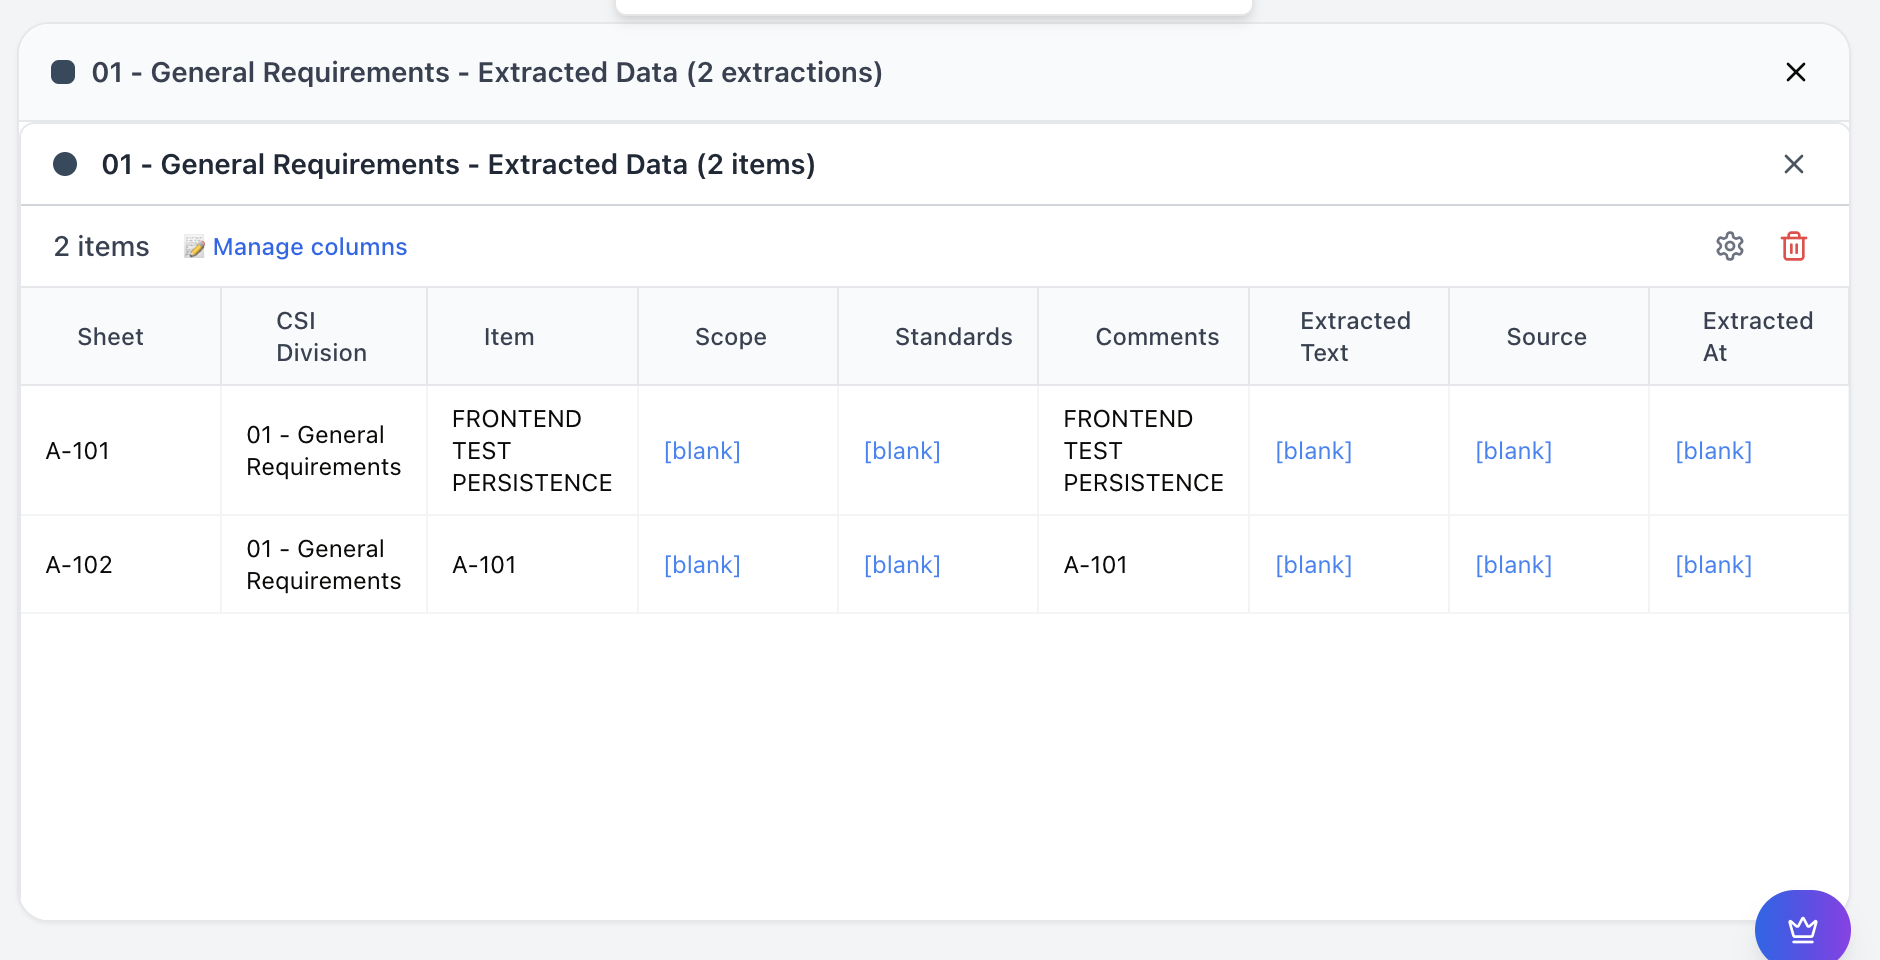 01 - General Requirements - Extracted Data (2 extractions)
01 - General Requirements - Extracted Data (2 items)
2 items
Manage columns
Sheet
CSI
Division
Item
Scope
Standards
Comments
Extracted
Text
Source
Extracted
At
A-101
01 - General
Requirements
FRONTEND
TEST
PERSISTENCE
[blank]
[blank]
FRONTEND
TEST
PERSISTENCE
[blank]
[blank]
[blank]
A-102
01 - General
Requirements
A-101
[blank]
[blank]
A-101
[blank]
[blank]
[blank]